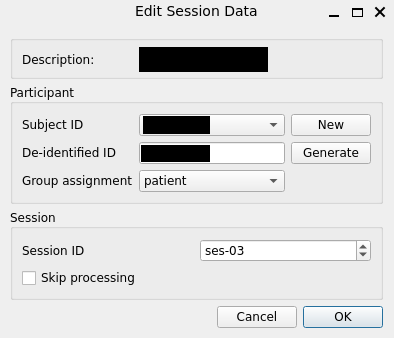 Edit Session Data
Description:
Participant
Subject ID New
De-identified ID Generate
Group assignment patient
Session
Session ID ses-03
Skip processing
Cancel OK